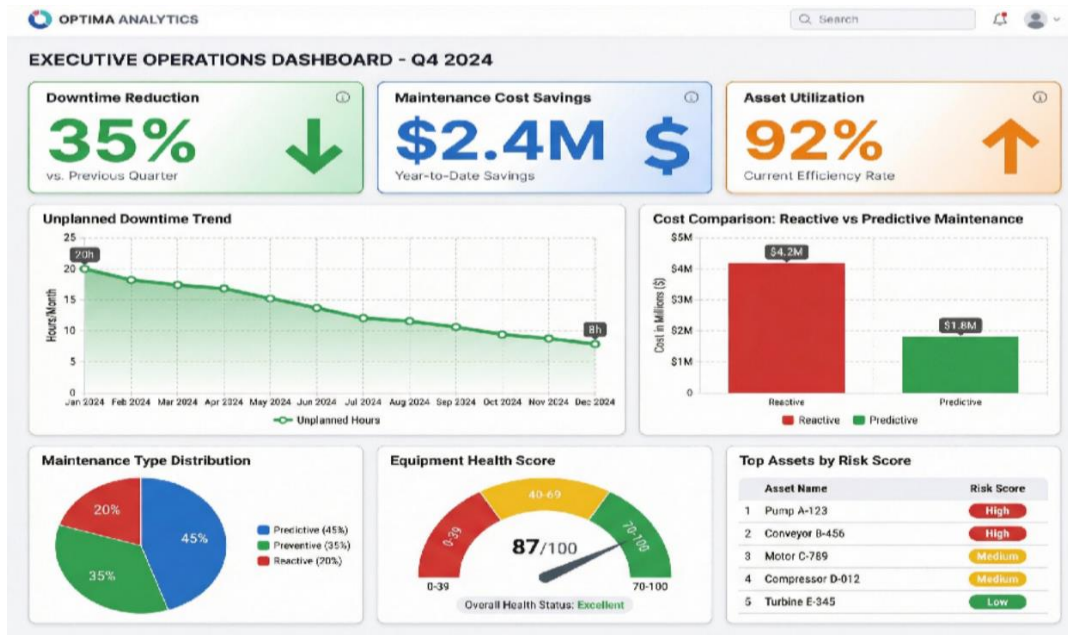 OPTIMA ANALYTICS
Search
EXECUTIVE OPERATIONS DASHBOARD - Q4 2024
Downtime Reduction
35%
vs. Previous Quarter
Maintenance Cost Savings
$2.4M
$
Year-to-Date Savings
Asset Utilization
92%
Current Efficiency Rate
Unplanned Downtime Trend
Hours/Month
25
20
15
10
5
0
20h
8h
Jan 2024 Feb 2024 Mar 2024 Apr 2324 May 2024 Jun 2024 Jul 2024 Aug 2024 Sep 2024 Oct 2024 Nov 2024 Dec 2024
Unplanned Hours
Cost Comparison: Reactive vs Predictive Maintenance
Cost in Millions ($)
$5M
$4M
$3M
$2M
$1M
0
$4.2M
$1.8M
Reactive Predictive
Reactive Predictive
Maintenance Type Distribution
20%
45%
35%
Predictive (45%)
Preventive (35%)
Reactive (20%)
Equipment Health Score
0-39
40-69
70-100
87/100
0-39 70-100
Overall Health Status: Excellent
Top Assets by Risk Score
Asset Name Risk Score
1 Pump A-123 High
2 Conveyor B-456 High
3 Motor C-789 Medium
4 Compressor D-012 Medium
5 Turbine E-345 Low